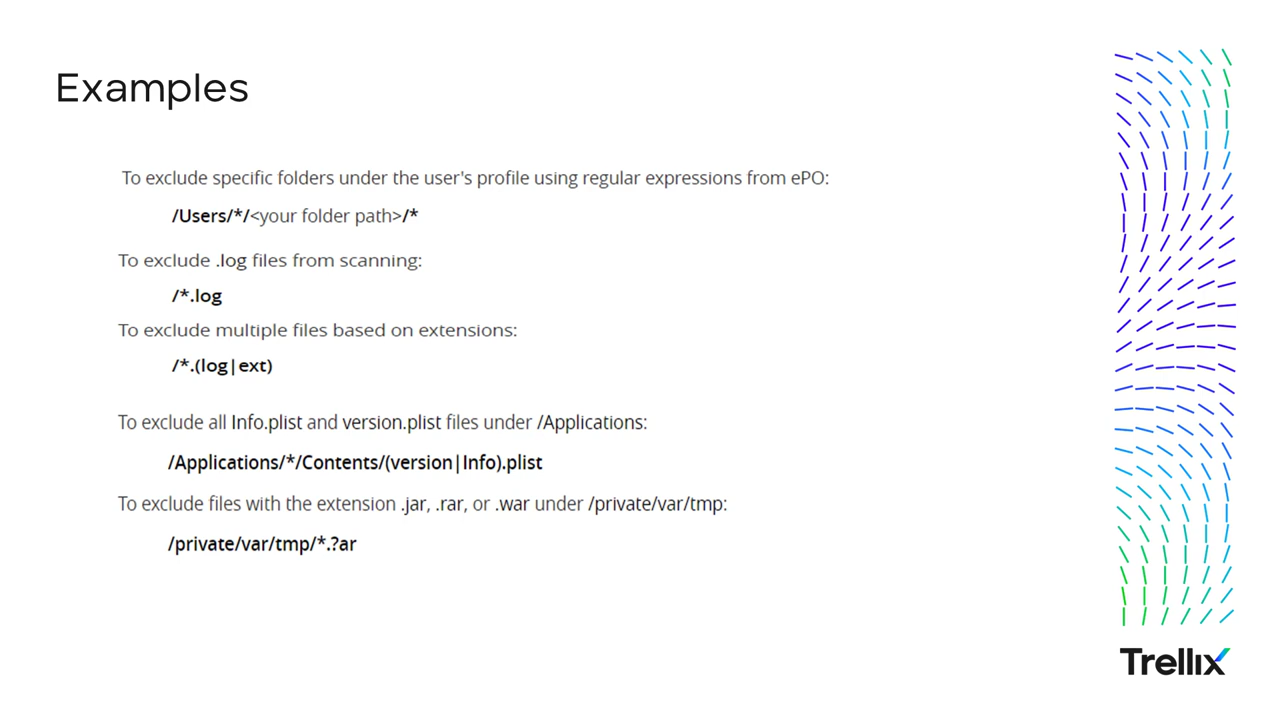 Examples
To exclude specific folders under the user's profile using regular expressions from ePO:
/Users/*/<your folder path>/*
To exclude .log files from scanning:
/*.log
To exclude multiple files based on extensions:
/*.(log|ext)
To exclude all Info.plist and version.plist files under /Applications:
/Applications/*/Contents/(version|Info).plist
To exclude files with the extension .jar, .rar, or .war under /private/var/tmp:
/private/var/tmp/*.?ar
Trellix